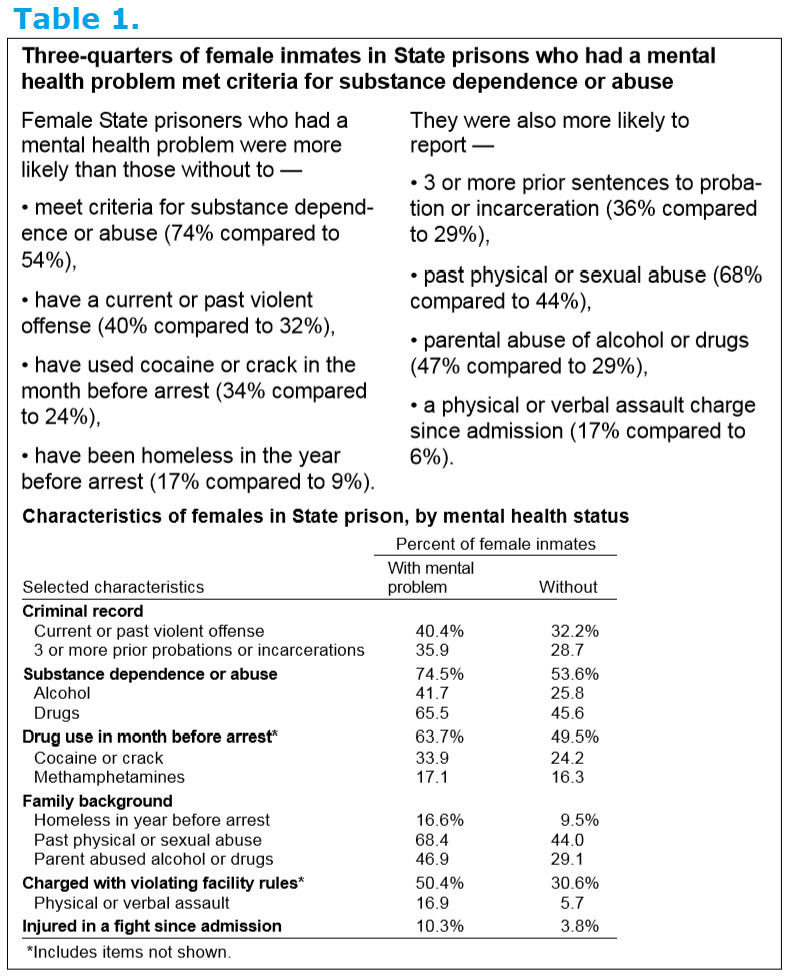 Table 1.
Three-quarters of female inmates in State prisons who had a mental
health problem met criteria for substance dependence or abuse
Female State prisoners who had a
mental health problem were more
likely than those without to —
• meet criteria for substance depend-
ence or abuse (74% compared to
54%),
• have a current or past violent
offense (40% compared to 32%),
• have used cocaine or crack in the
month before arrest (34% compared
to 24%),
• have been homeless in the year
before arrest (17% compared to 9%).
They were also more likely to
report —
• 3 or more prior sentences to proba-
tion or incarceration (36% compared
to 29%),
• past physical or sexual abuse (68%
compared to 44%),
• parental abuse of alcohol or drugs
(47% compared to 29%),
• a physical or verbal assault charge
since admission (17% compared to
6%).
Characteristics of females in State prison, by mental health status
Percent of female inmates
With mental
Selected characteristics problem Without
Criminal record
Current or past violent offense 40.4% 32.2%
3 or more prior probations or incarcerations 35.9 28.7
Substance dependence or abuse 74.5% 53.6%
Alcohol 41.7 25.8
Drugs 65.5 45.6
Drug use in month before arrest* 63.7% 49.5%
Cocaine or crack 33.9 24.2
Methamphetamines 17.1 16.3
Family background
Homeless in year before arrest 16.6% 9.5%
Past physical or sexual abuse 68.4 44.0
Parent abused alcohol or drugs 46.9 29.1
Charged with violating facility rules* 50.4% 30.6%
Physical or verbal assault 16.9 5.7
Injured in a fight since admission 10.3% 3.8%
*Includes items not shown.